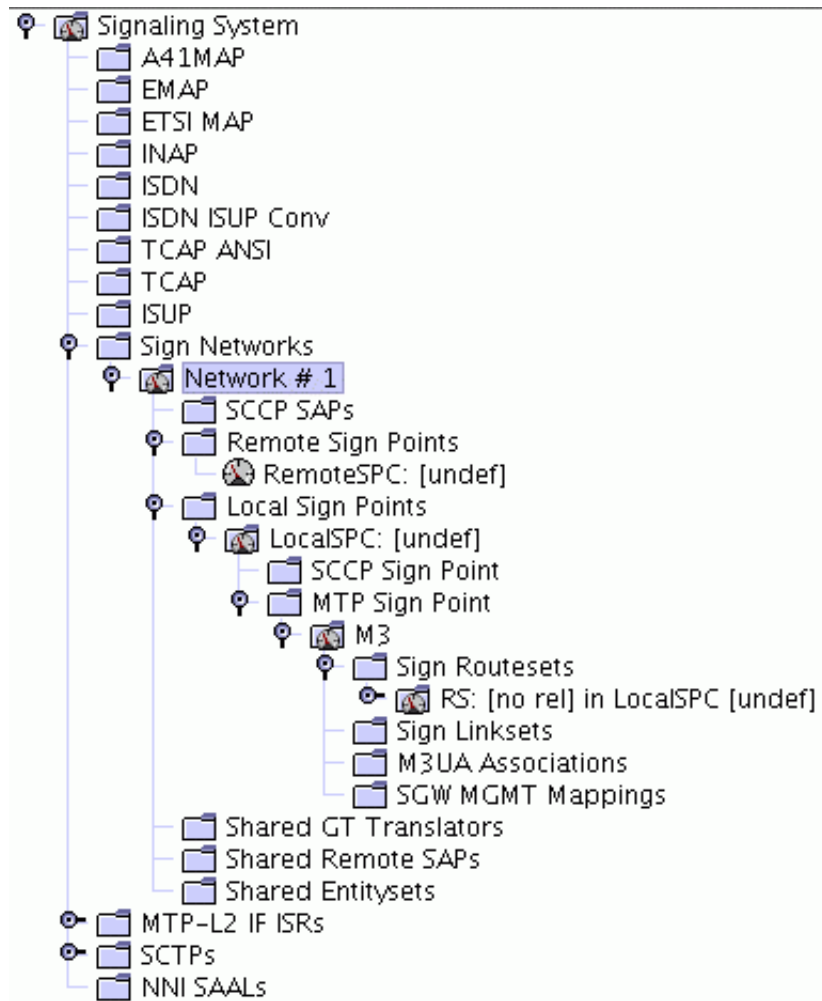 Signaling System
A41MAP
EMAP
ETSI MAP
INAP
ISDN
ISDN ISUP Conv
TCAP ANSI
TCAP
ISUP
Sign Networks
Network # 1
SCCP SAPs
Remote Sign Points
RemoteSPC: [undef]
Local Sign Points
LocalSPC: [undef]
SCCP Sign Point
MTP Sign Point
M3
Sign Routesets
RS: [no rel] in LocalSPC [undef]
Sign Linksets
M3UA Associations
SGW MGMT Mappings
Shared GT Translators
Shared Remote SAPs
Shared Entitysets
MTP-L2 IF ISRs
SCTPs
NNI SAALs